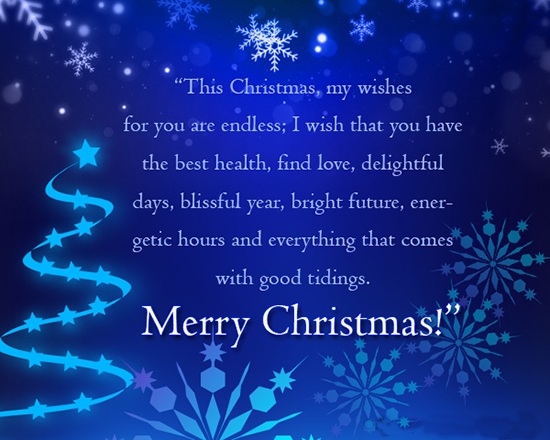 “This Christmas, my wishes
for you are endless; I wish that you have
the best health, find love, delightful
days, blissful year, bright future, ener-
getic hours and everything that comes
with good tidings.
Merry Christmas!”